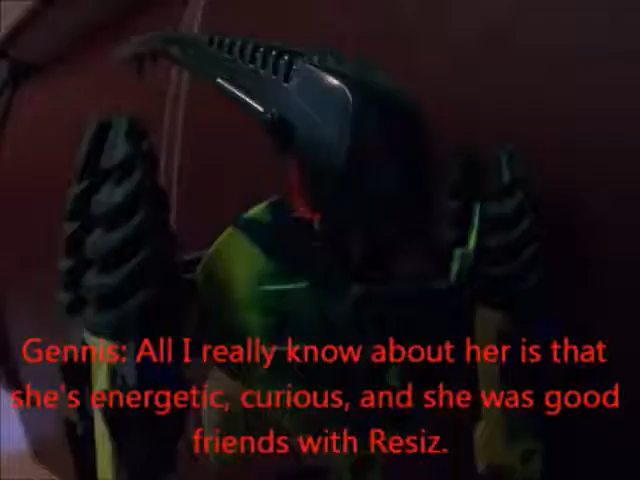 Gennis: All I really know about her is that
she's energetic, curious, and she was good
friends with Resiz.